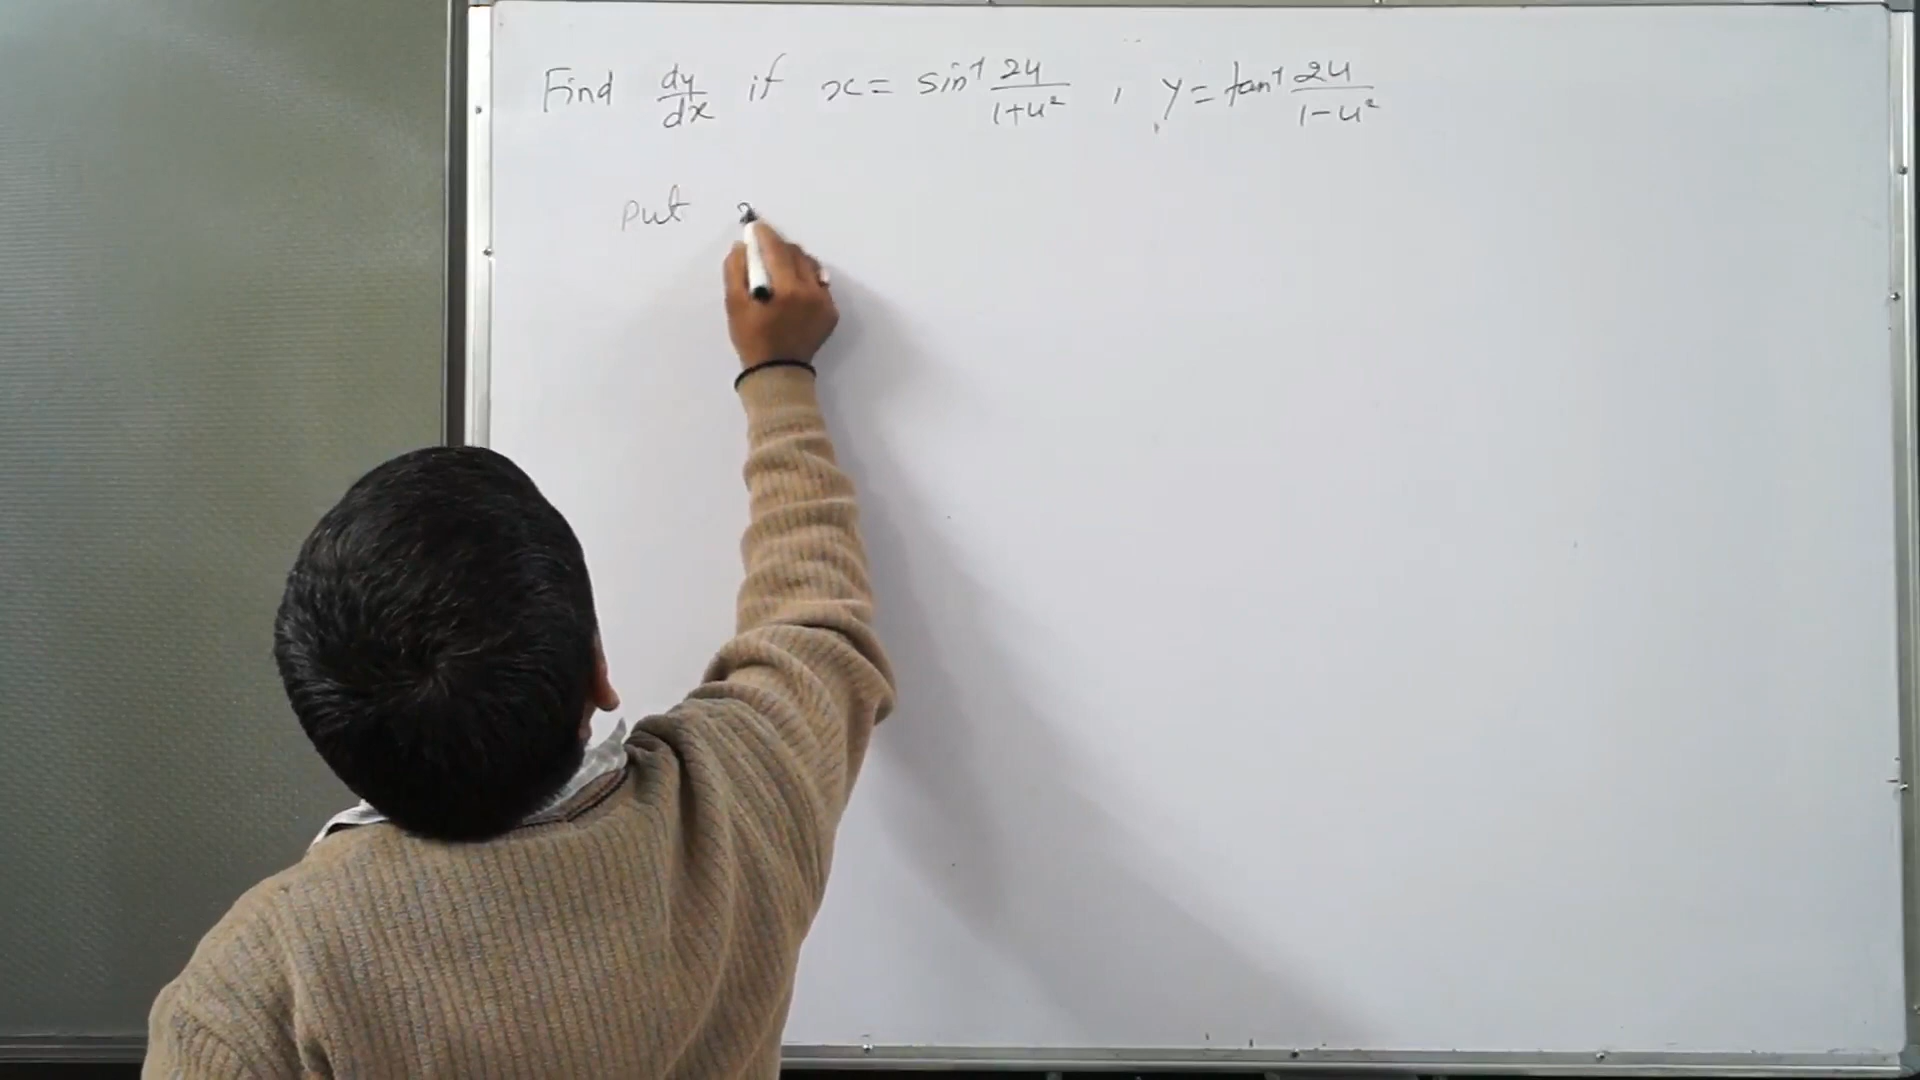 Find dy/dx if x = sin⁻¹ 2u/1+u² , y = tan⁻¹ 2u/1-u²
put